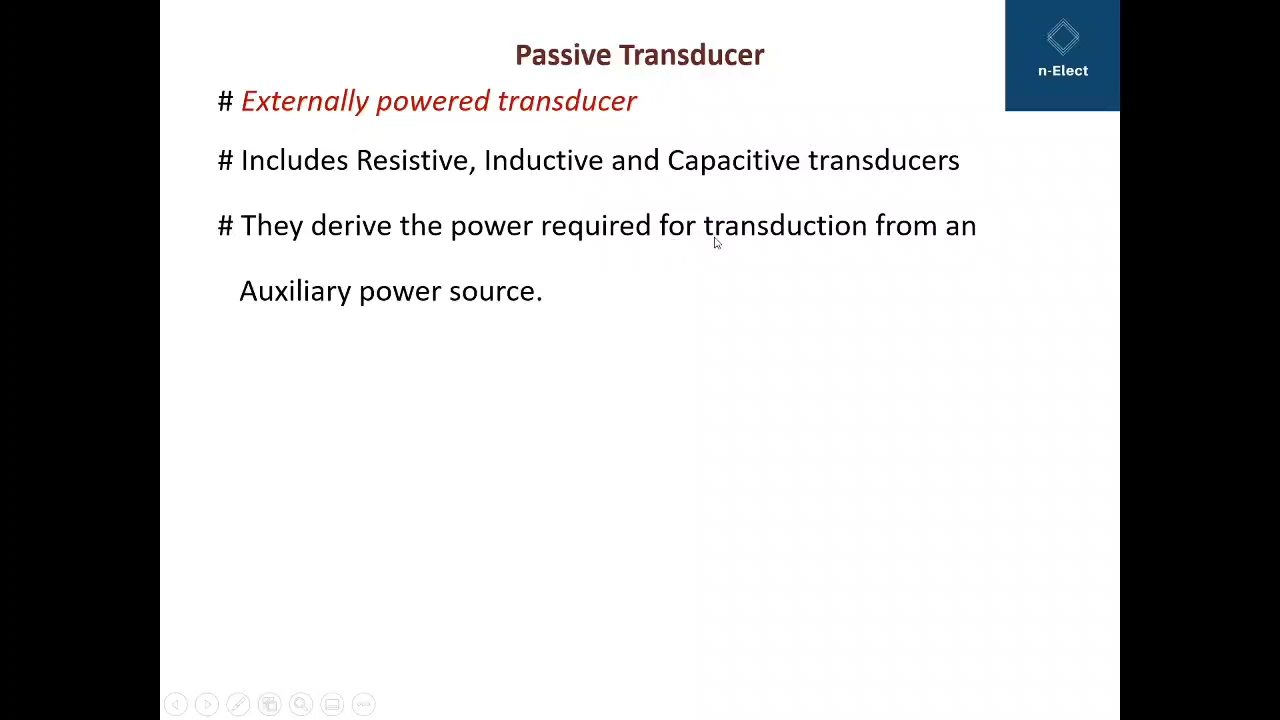 Passive Transducer
n-Elect
# Externally powered transducer
# Includes Resistive, Inductive and Capacitive transducers
# They derive the power required for transduction from an
Auxiliary power source.